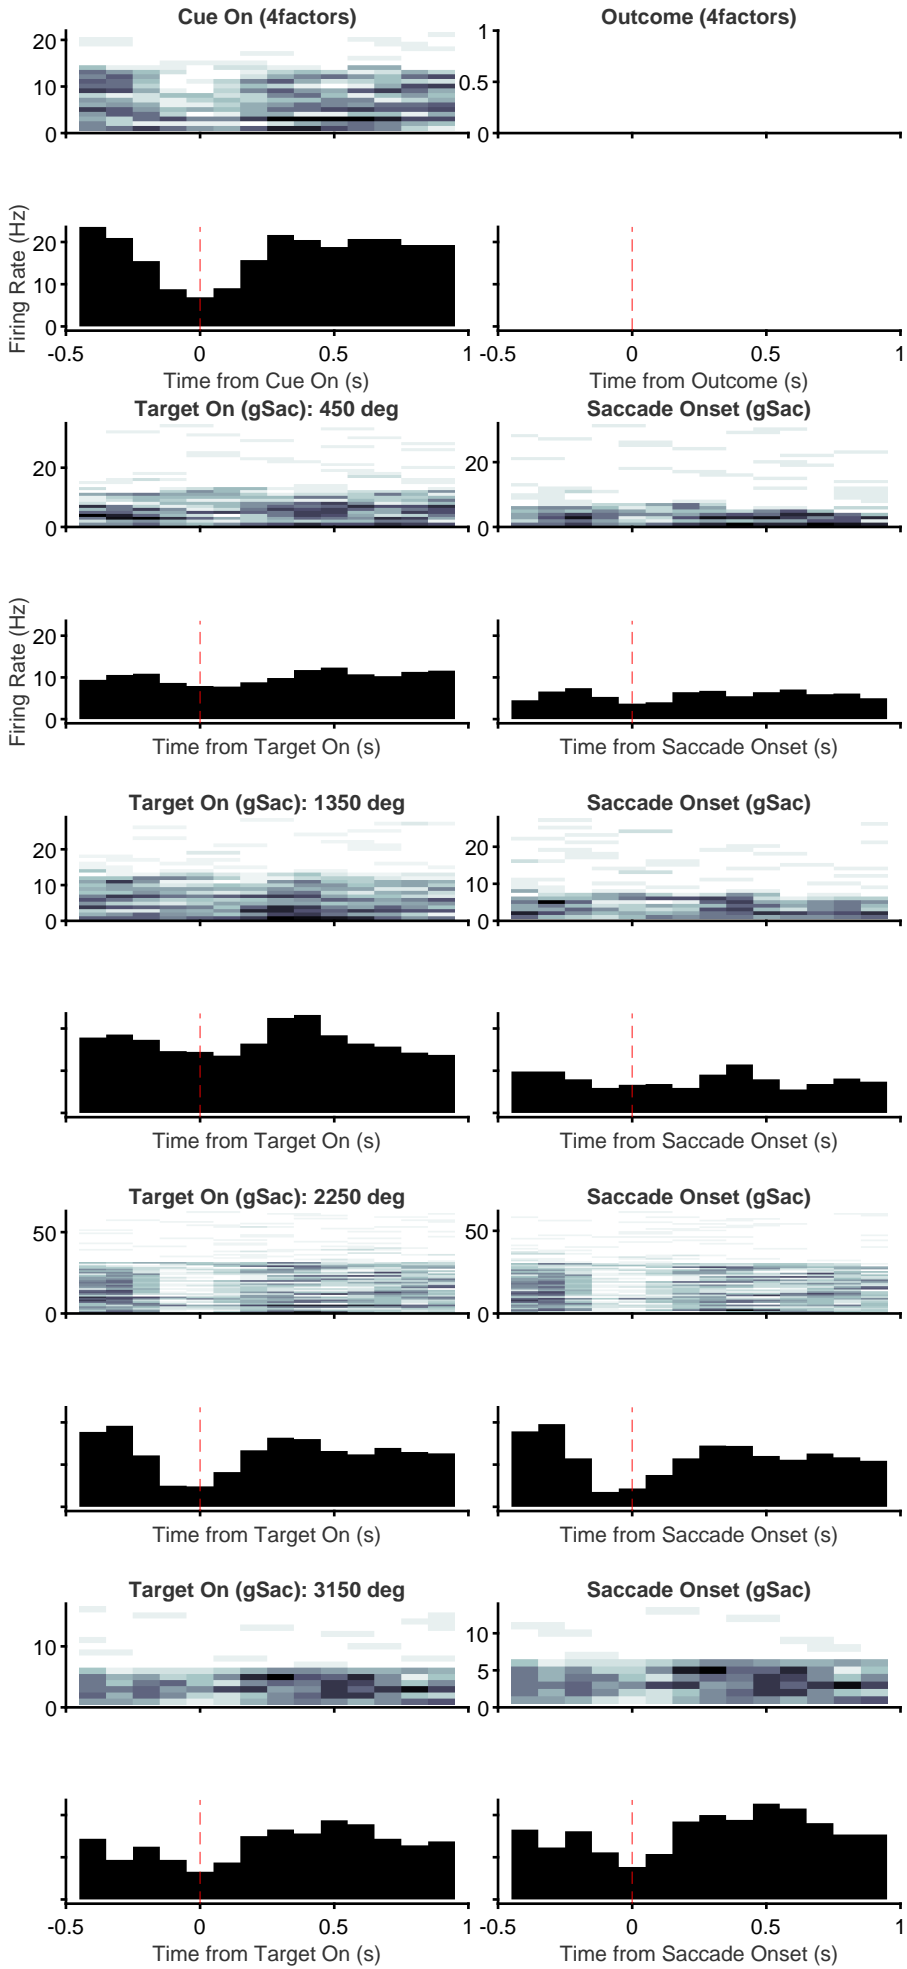 Cue On (4factors)
Outcome (4factors)
20
10
0
1
0.5
0
Firing Rate (Hz)
20
10
0
-0.5
0
0.5
1
-0.5
0
0.5
1
Time from Cue On (s)
Time from Outcome (s)
Target On (gSac): 450 deg
Saccade Onset (gSac)
20
0
20
0
Firing Rate (Hz)
20
10
0
Time from Target On (s)
Time from Saccade Onset (s)
Target On (gSac): 1350 deg
Saccade Onset (gSac)
20
10
0
20
10
0
Time from Target On (s)
Time from Saccade Onset (s)
Target On (gSac): 2250 deg
Saccade Onset (gSac)
50
0
50
0
Time from Target On (s)
Time from Saccade Onset (s)
Target On (gSac): 3150 deg
Saccade Onset (gSac)
10
0
10
5
0
-0.5
0
0.5
1
-0.5
0
0.5
1
Time from Target On (s)
Time from Saccade Onset (s)